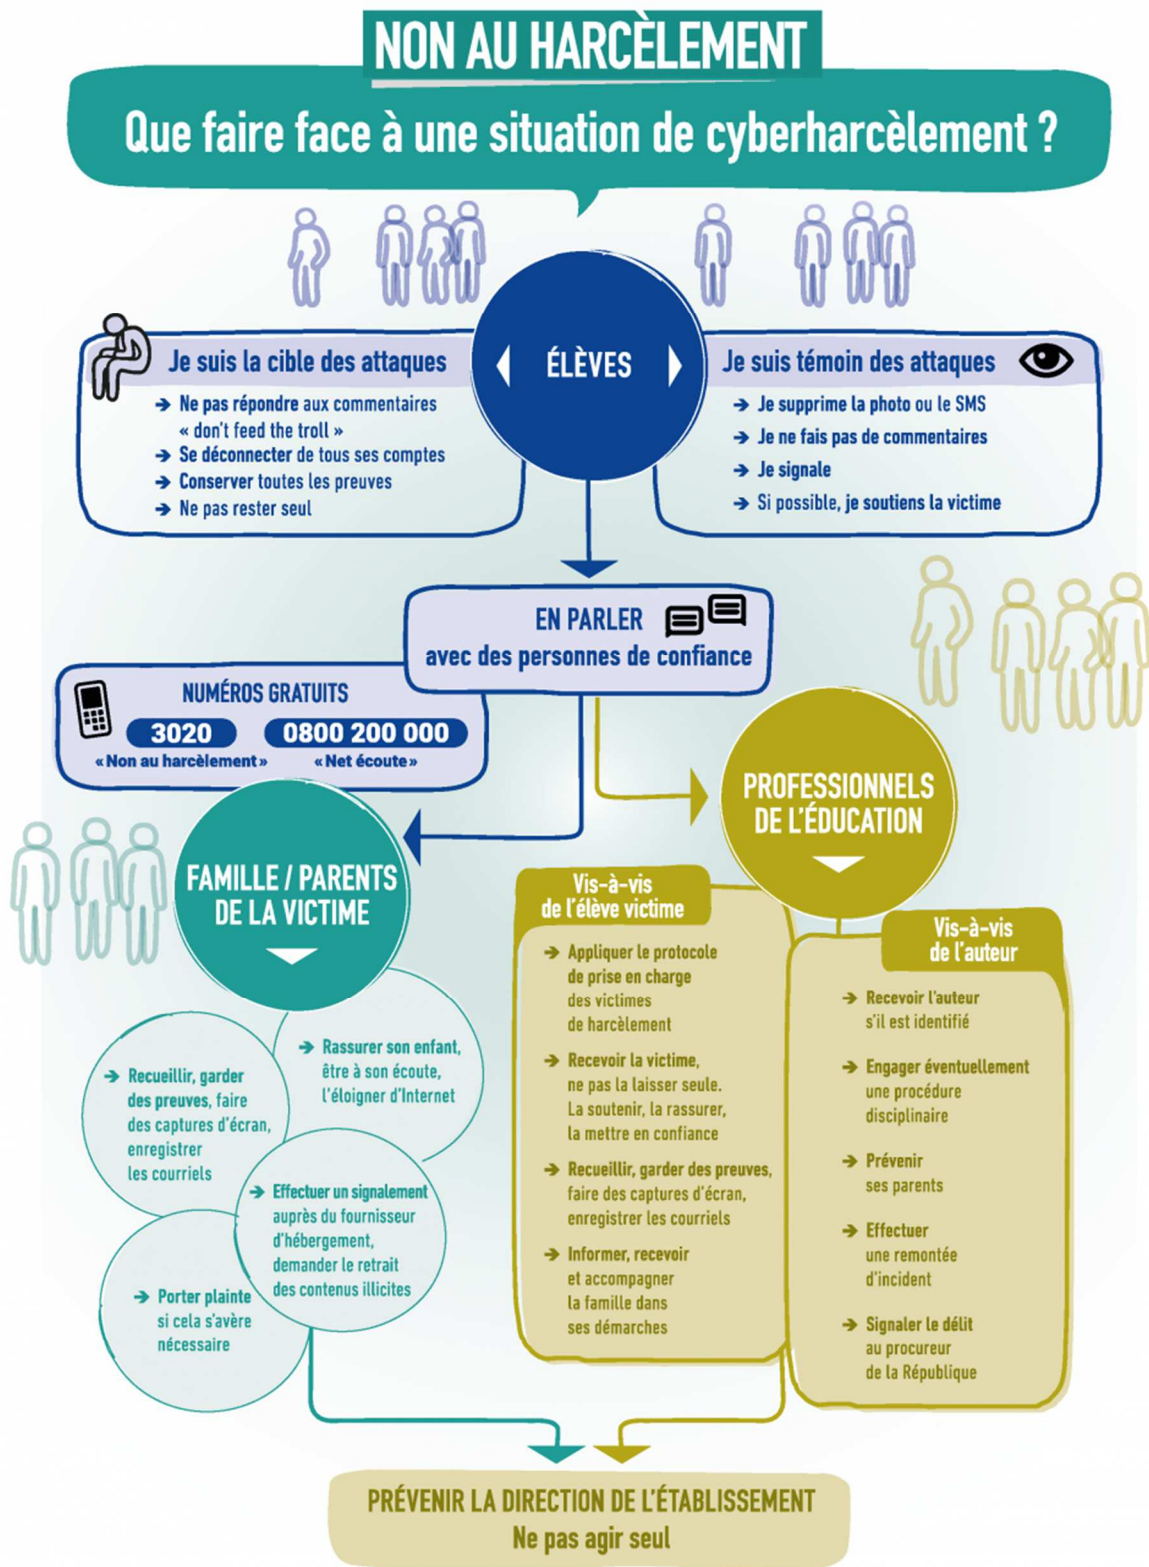 NON AU HARCÈLEMENT
Que faire face à une situation de cyberharcèlement ?
ÉLÈVES
Je suis la cible des attaques
→ Ne pas répondre aux commentaires
« don't feed the troll »
→ Se déconnecter de tous ses comptes
→ Conserver toutes les preuves
→ Ne pas rester seul
Je suis témoin des attaques
→ Je supprime la photo ou le SMS
→ Je ne fais pas de commentaires
→ Je signale
→ Si possible, je soutiens la victime
EN PARLER
avec des personnes de confiance
NUMÉROS GRATUITS
3020 0800 200 000
« Non au harcèlement » « Net écoute »
FAMILLE / PARENTS
DE LA VICTIME
→ Rassurer son enfant,
être à son écoute,
l'éloigner d'Internet
→ Recueillir, garder
des preuves, faire
des captures d'écran,
enregistrer
les courriels
→ Effectuer un signalement
auprès du fournisseur
d'hébergement,
demander le retrait
des contenus illicites
→ Porter plainte
si cela s'avère
nécessaire
PROFESSIONNELS
DE L'ÉDUCATION
Vis-à-vis
de l'élève victime
→ Appliquer le protocole
de prise en charge
des victimes
de harcèlement
→ Recevoir la victime,
ne pas la laisser seule.
La soutenir, la rassurer,
la mettre en confiance
→ Recueillir, garder des preuves,
faire des captures d'écran,
enregistrer les courriels
→ Informer, recevoir
et accompagner
la famille dans
ses démarches
Vis-à-vis
de l'auteur
→ Recevoir l'auteur
s'il est identifié
→ Engager éventuellement
une procédure
disciplinaire
→ Prévenir
ses parents
→ Effectuer
une remontée
d'incident
→ Signaler le délit
au procureur
de la République
PRÉVENIR LA DIRECTION DE L'ÉTABLISSEMENT
Ne pas agir seul